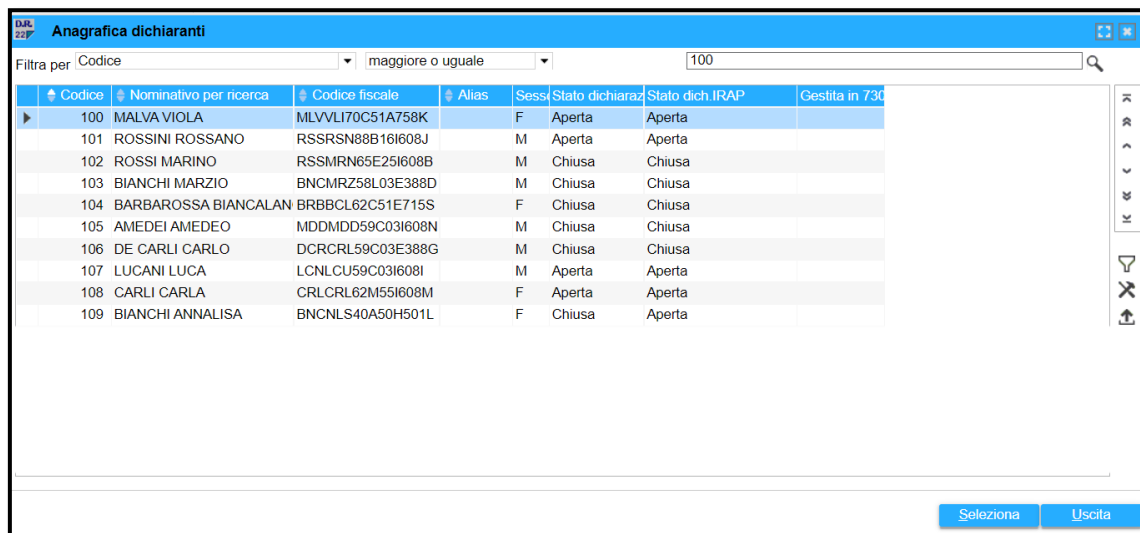 D.R. 22 Anagrafica dichiaranti
Filtra per Codice maggiore o uguale 100
Codice Nominativo per ricerca Codice fiscale Alias Sess Stato dichiaraz Stato dich.IRAP Gestita in 730
100 MALVA VIOLA MLVVLI70C51A758K F Aperta Aperta
101 ROSSINI ROSSANO RSSRSN88B16I608J M Aperta Aperta
102 ROSSI MARINO RSSMRN65E25I608B M Chiusa Chiusa
103 BIANCHI MARZIO BNCMRZ58L03E388D M Chiusa Chiusa
104 BARBAROSSA BIANCALAN BRBBCL62C51E715S F Chiusa Chiusa
105 AMEDEI AMEDEO MDDMDD59C03I608N M Chiusa Chiusa
106 DE CARLI CARLO DCRCRL59C03E388G M Chiusa Chiusa
107 LUCANI LUCA LCNLCU59C03I608I M Aperta Aperta
108 CARLI CARLA CRLCRL62M55I608M F Aperta Aperta
109 BIANCHI ANNALISA BNCNLS40A50H501L F Chiusa Aperta
Seleziona Uscita